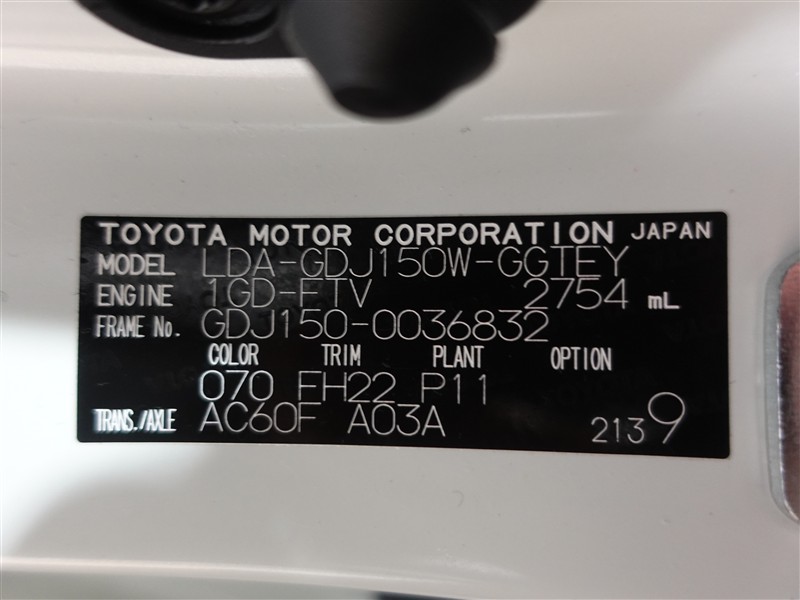 TOYOTA MOTOR CORPORATION JAPAN
MODEL LDA-GDJ150W-GGTEY
ENGINE 1GD-FTV 2754 mL
FRAME No. GDJ150-0036832
COLOR TRIM PLANT OPTION
070 FH22 P11
TRANS./AXLE AC60F A03A 2139